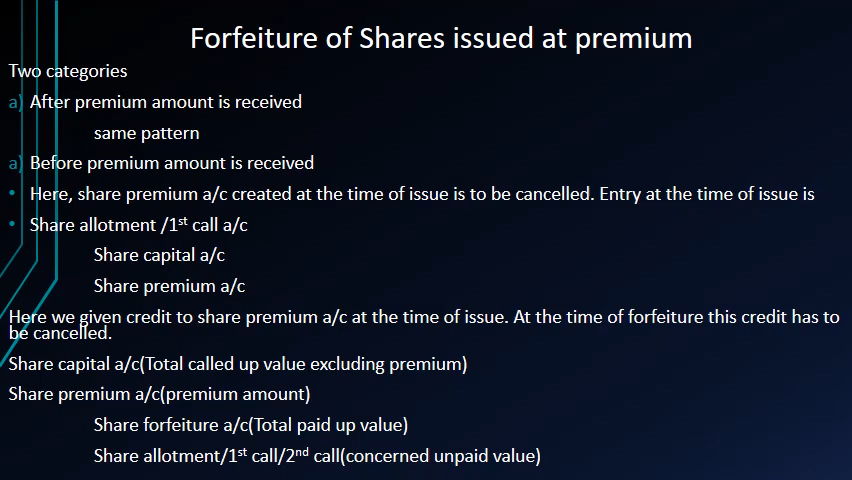 Forfeiture of Shares issued at premium
Two categories
a) After premium amount is received
same pattern
a) Before premium amount is received
• Here, share premium a/c created at the time of issue is to be cancelled. Entry at the time of issue is
• Share allotment /1st call a/c
Share capital a/c
Share premium a/c
Here we given credit to share premium a/c at the time of issue. At the time of forfeiture this credit has to
be cancelled.
Share capital a/c(Total called up value excluding premium)
Share premium a/c(premium amount)
Share forfeiture a/c(Total paid up value)
Share allotment/1st call/2nd call(concerned unpaid value)